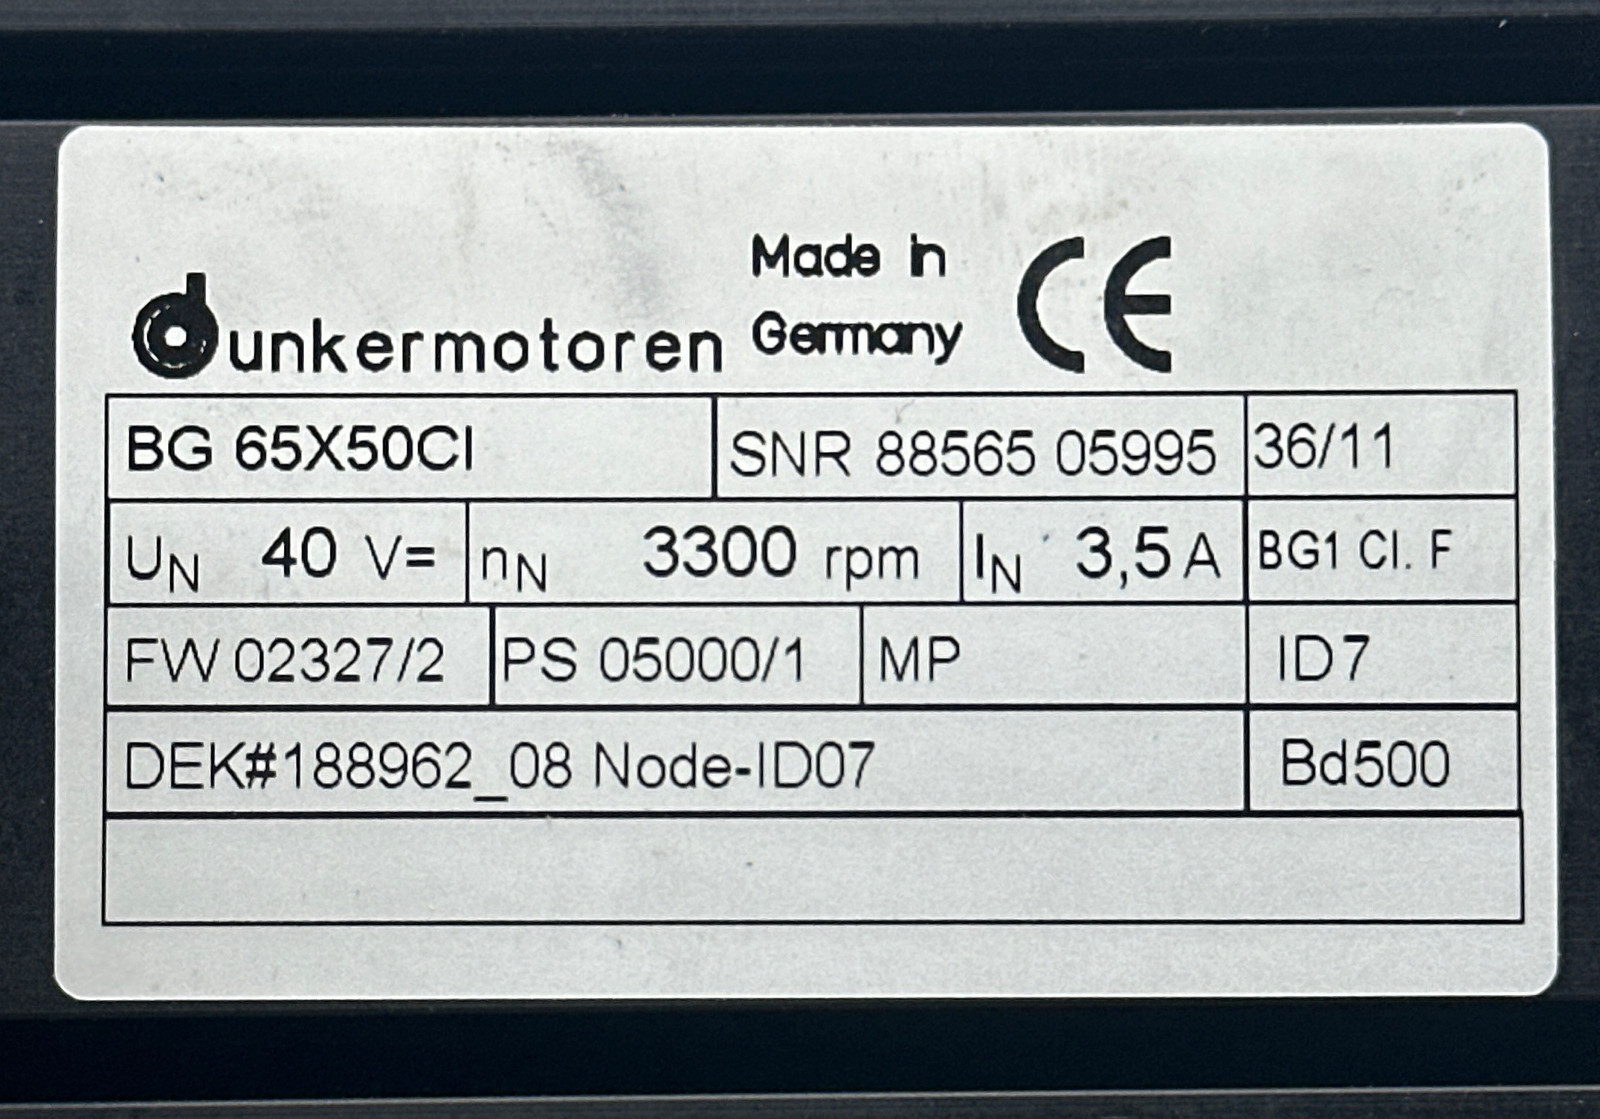 dunkermotoren Made in Germany CE
BG 65X50CI SNR 88565 05995 36/11
UN 40 V= nN 3300 rpm IN 3,5 A BG1 Cl. F
FW 02327/2 PS 05000/1 MP ID7
DEK#188962_08 Node-ID07 Bd500